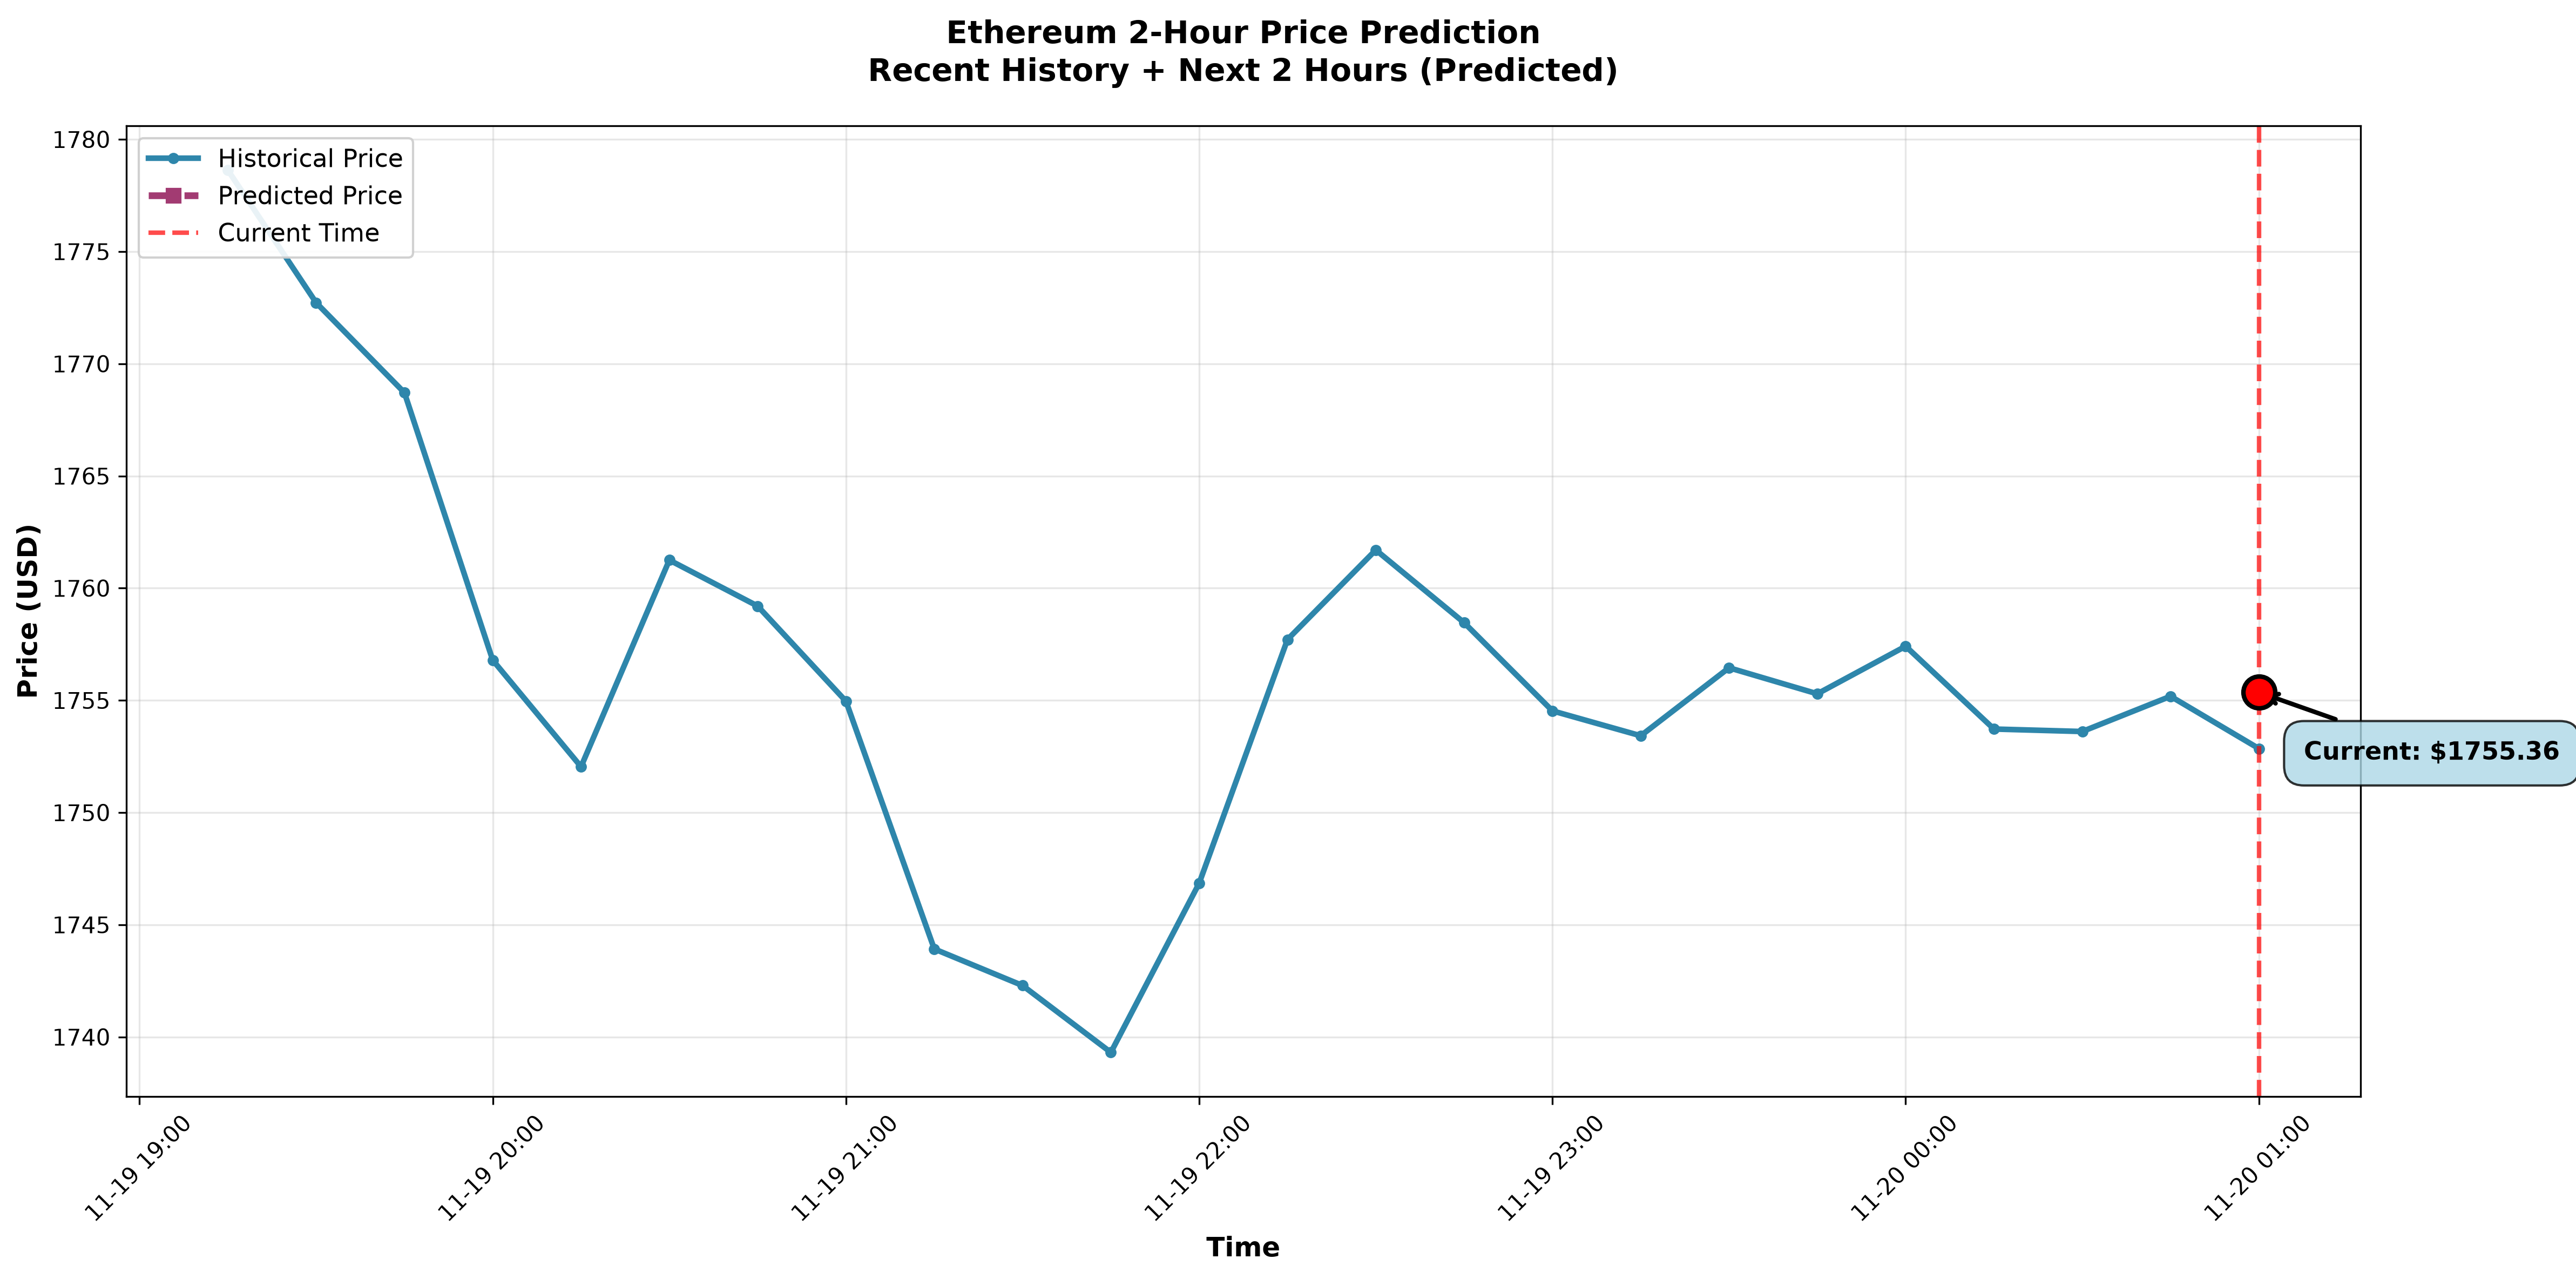 Ethereum 2-Hour Price Prediction
Recent History + Next 2 Hours (Predicted)
Historical Price
Predicted Price
Current Time
Price (USD)
1780
1775
1770
1765
1760
1755
1750
1745
1740
Current: $1755.36
11-19 19:00
11-19 20:00
11-19 21:00
11-19 22:00
11-19 23:00
11-20 00:00
11-20 01:00
Time